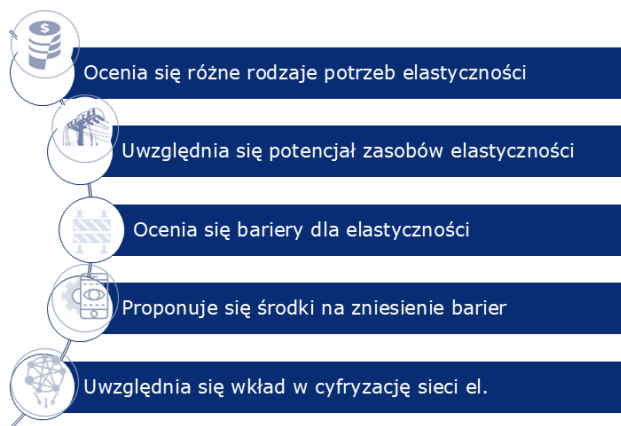 Ocenia się różne rodzaje potrzeb elastyczności
Uwzględnia się potencjał zasobów elastyczności
Ocenia się bariery dla elastyczności
Proponuje się środki na zniesienie barier
Uwzględnia się wkład w cyfryzację sieci el.